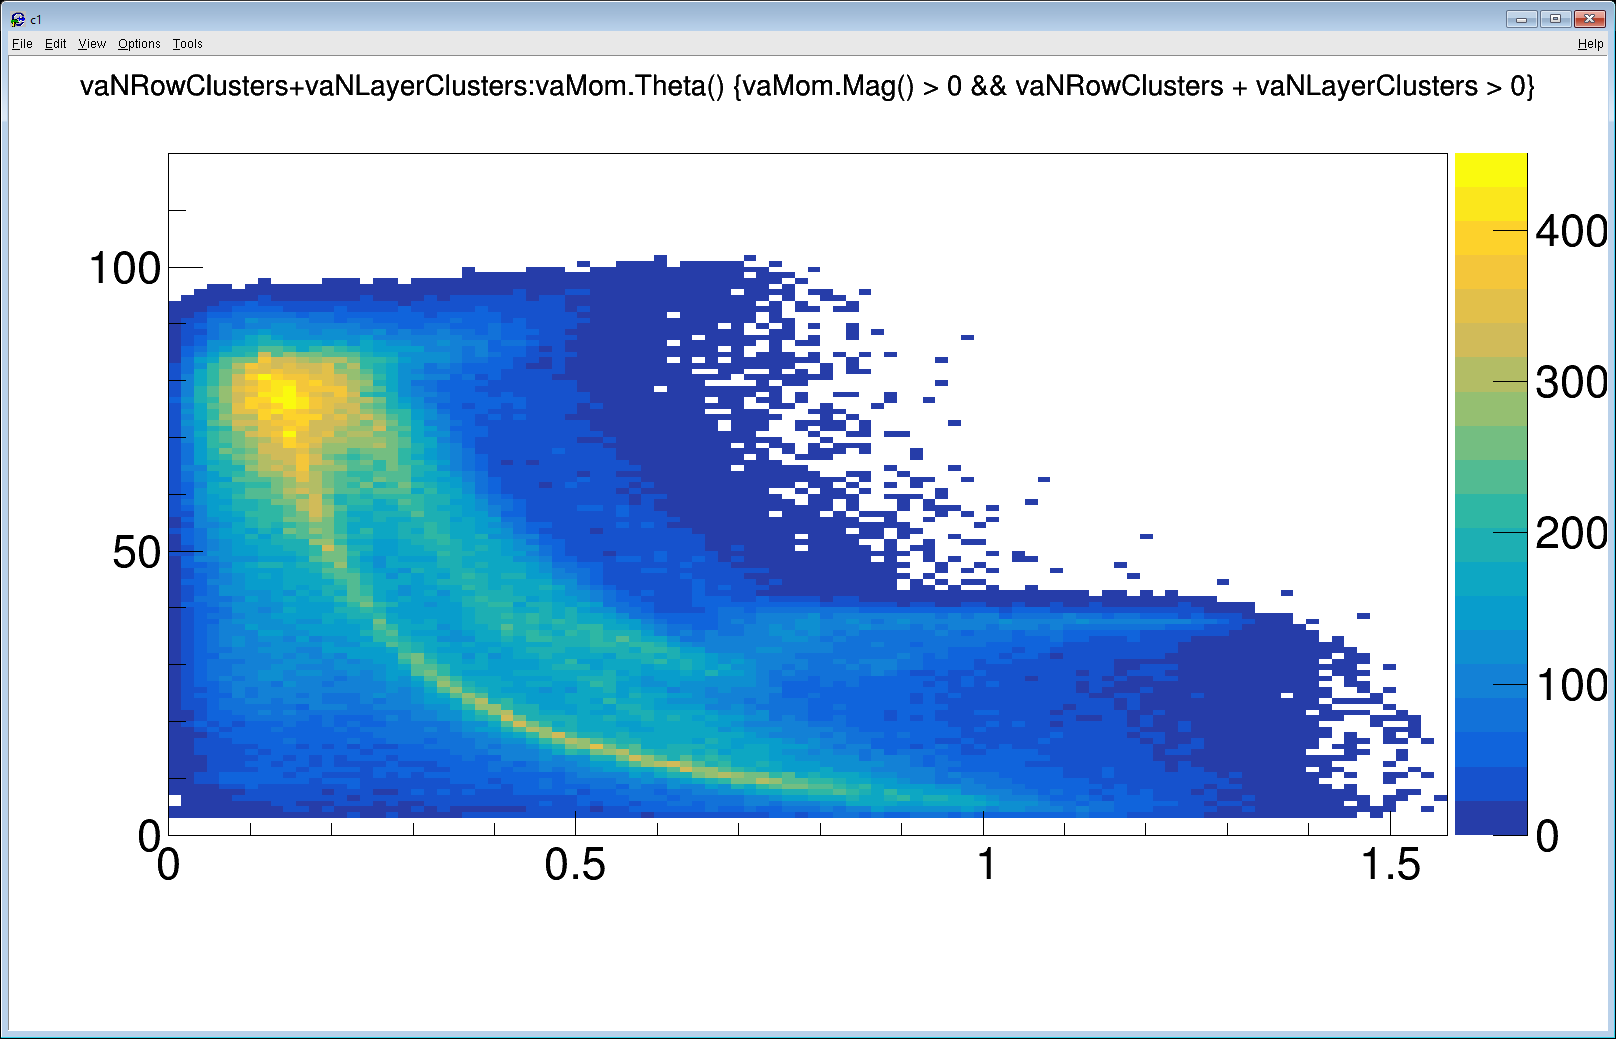 c1
File Edit View Options Tools Help
vaNRowClusters+vaNLayerClusters:vaMom.Theta() {vaMom.Mag() > 0 && vaNRowClusters + vaNLayerClusters > 0}
100
50
0
0 0.5 1 1.5
400
300
200
100
0